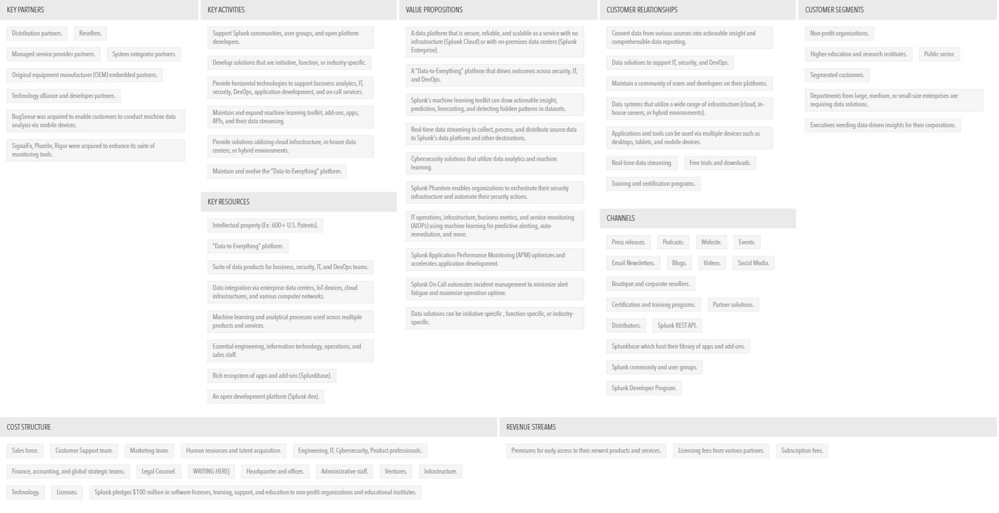 KEY PARTNERS
Distribution partners.
Resellers.
Managed service provider partners.
System integrator partners.
Original equipment manufacturer (OEM) embedded partners.
Technology alliance and developer partners.
BugSense was acquired to enable customers to conduct machine data
analysis via mobile devices.
SignalFx, Plumbr, Rigor were acquired to enhance its suite of
monitoring tools.
KEY ACTIVITIES
Support Splunk communities, user groups, and open platform
developers.
Develop solutions that are initiative, function, or industry-specific.
Provide horizontal technologies to support business analytics, IT,
security, DevOps, application development, and on-call services.
Maintain and expand machine learning toolkit, add-ons, apps,
APIs, and their data streaming.
Provide solutions utilizing cloud infrastructure, in-house data
centers, or hybrid environments.
Maintain and evolve the "Data-to-Everything" platform.
KEY RESOURCES
Intellectual property (Ex: 600+ U.S. Patents).
"Data-to-Everything" platform.
Suite of data products for business, security, IT, and DevOps teams.
Data integration via enterprise data centers, IoT devices, cloud
infrastructures, and various computer networks.
Machine learning and analytical processes used across multiple
products and services.
Essential engineering, information technology, operations, and
sales staff.
Rich ecosystem of apps and add-ons (Splunkbase).
An open development platform (Splunk dev).
VALUE PROPOSITIONS
A data platform that is secure, reliable, and scalable as a service with no
infrastructure (Splunk Cloud) or with on-premises data centers (Splunk
Enterprise).
A "Data-to-Everything" platform that drives outcomes across security, IT,
and DevOps.
Splunk's machine learning toolkit can draw actionable insight,
prediction, forecasting, and detecting hidden patterns in datasets.
Real-time data streaming to collect, process, and distribute source data
to Splunk's data platform and other destinations.
Cybersecurity solutions that utilize data analytics and machine
learning.
Splunk Phantom enables organizations to orchestrate their security
infrastructure and automate their security actions.
IT operations, infrastructure, business metrics, and service monitoring
(AIOPs) using machine learning for predictive alerting, auto-
remediation, and more.
Splunk Application Performance Monitoring (APM) optimizes and
accelerates application development.
Splunk On-Call automates incident management to minimize alert
fatigue and maximize operation uptime.
Data solutions can be initiative specific , function-specific, or industry-
specific.
CUSTOMER RELATIONSHIPS
Convert data from various sources into actionable insight and
comprehensible data reporting.
Data solutions to support IT, security, and DevOps.
Maintain a community of users and developers on their platforms.
Data systems that utilize a wide range of infrastructure (cloud, in-
house servers, or hybrid environments).
Applications and tools can be used via multiple devices such as
desktops, tablets, and mobile devices.
Real-time data streaming.
Free trials and downloads.
Training and certification programs.
CHANNELS
Press releases.
Podcasts.
Website.
Events.
Email Newsletters.
Blogs.
Videos.
Social Media.
Boutique and corporate resellers.
Certification and training programs.
Partner solutions.
Distributors.
Splunk REST API.
Splunkbase which host their library of apps and add-ons.
Splunk community and user groups.
Splunk Developer Program.
CUSTOMER SEGMENTS
Non-profit organizations.
Higher education and research institutes.
Public sector.
Segmented customers.
Departments from large, medium, or small-size enterprises are
requiring data solutions.
Executives needing data-driven insights for their corporations.
COST STRUCTURE
Sales force.
Customer Support team.
Marketing team.
Human resources and talent acquisition.
Engineering, IT, Cybersecurity, Product professionals.
Finance, accounting, and global strategic teams.
Legal Counsel.
WRITING HERE|
Headquarter and offices.
Administrative staff.
Ventures.
Infrastructure.
Technology.
Licenses.
Splunk pledges $100 million in software licenses, training, support, and education to non-profit organizations and educational institutes.
REVENUE STREAMS
Premiums for early access to their newest products and services.
Licensing fees from various partners.
Subscription fees.